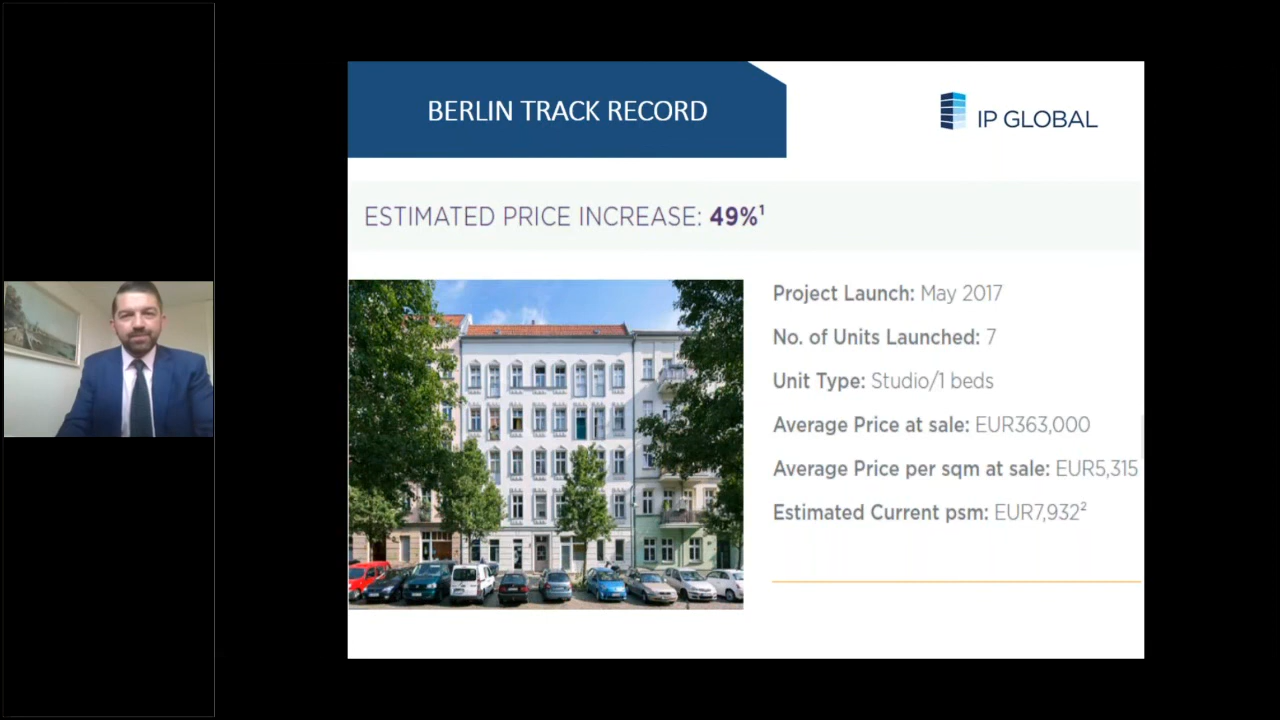 BERLIN TRACK RECORD
IP GLOBAL
ESTIMATED PRICE INCREASE: 49%¹
Project Launch: May 2017
No. of Units Launched: 7
Unit Type: Studio/1 beds
Average Price at sale: EUR363,000
Average Price per sqm at sale: EUR5,315
Estimated Current psm: EUR7,932²